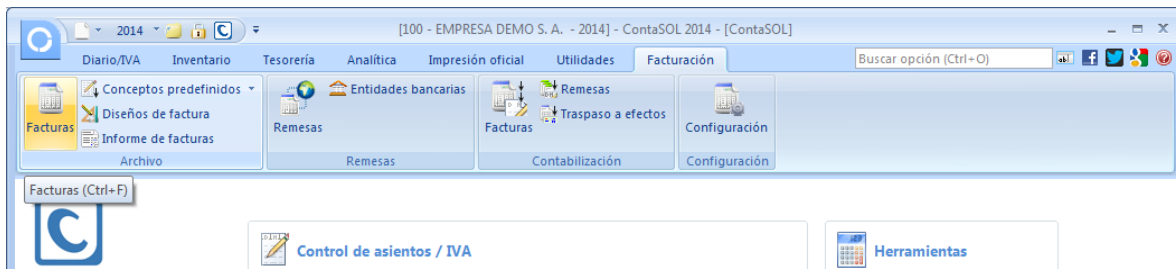 2014 C [100 - EMPRESA DEMO S. A. - 2014] - ContaSOL 2014 - [ContaSOL]
Diario/IVA Inventario Tesorería Analítica Impresión oficial Utilidades Facturación Buscar opción (Ctrl+O)
Conceptos predefinidos Entidades bancarias Remesas
Diseños de factura Traspaso a efectos
Facturas Remesas Facturas Configuración
Informe de facturas
Archivo Remesas Contabilización Configuración
Facturas (Ctrl+F)
C
Control de asientos / IVA Herramientas